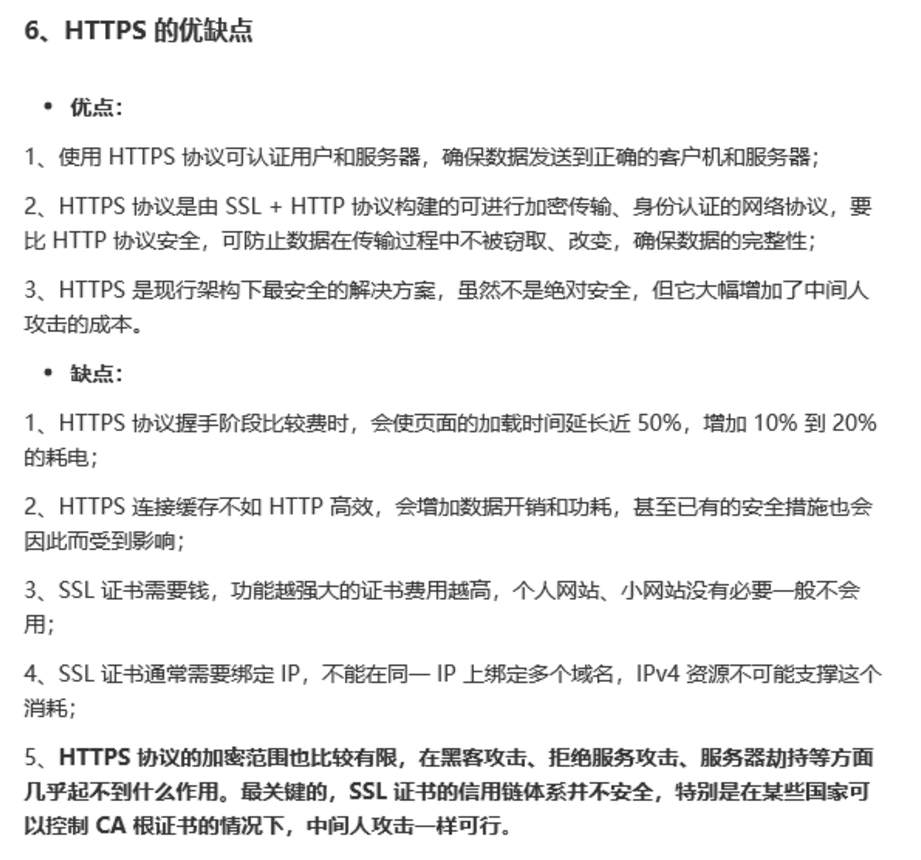 6、HTTPS 的优缺点
• 优点：
1、使用 HTTPS 协议可认证用户和服务器，确保数据发送到正确的客户机和服务器；
2、HTTPS 协议是由 SSL + HTTP 协议构建的可进行加密传输、身份认证的网络协议，要
比 HTTP 协议安全，可防止数据在传输过程中不被窃取、改变，确保数据的完整性；
3、HTTPS 是现行架构下最安全的解决方案，虽然不是绝对安全，但它大幅增加了中间人
攻击的成本。
• 缺点：
1、HTTPS 协议握手阶段比较费时，会使页面的加载时间延长近 50%，增加 10% 到 20%
的耗电；
2、HTTPS 连接缓存不如 HTTP 高效，会增加数据开销和功耗，甚至已有的安全措施也会
因此而受到影响；
3、SSL 证书需要钱，功能越强大的证书费用越高，个人网站、小网站没有必要一般不会
用；
4、SSL 证书通常需要绑定 IP，不能在同一 IP 上绑定多个域名，IPv4 资源不可能支撑这个
消耗；
5、HTTPS 协议的加密范围也比较有限，在黑客攻击、拒绝服务攻击、服务器劫持等方面
几乎起不到什么作用。最关键的，SSL 证书的信用链体系并不安全，特别是在某些国家可
以控制 CA 根证书的情况下，中间人攻击一样可行。